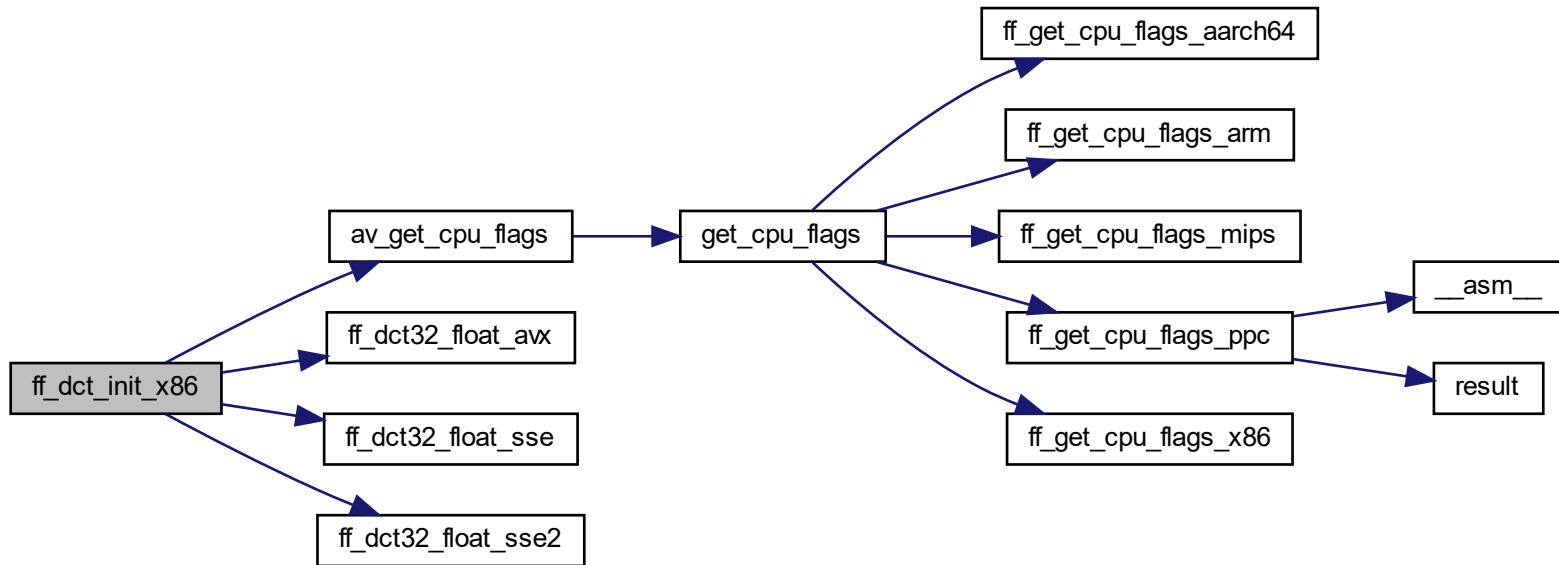 ff_get_cpu_flags_aarch64
ff_get_cpu_flags_arm
av_get_cpu_flags
get_cpu_flags
ff_get_cpu_flags_mips
__asm__
ff_dct32_float_avx
ff_get_cpu_flags_ppc
ff_dct_init_x86
result
ff_dct32_float_sse
ff_get_cpu_flags_x86
ff_dct32_float_sse2